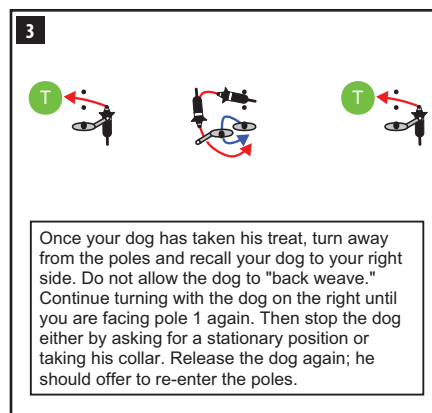 3
T
T
Once your dog has taken his treat, turn away
from the poles and recall your dog to your right
side. Do not allow the dog to "back weave."
Continue turning with the dog on the right until
you are facing pole 1 again. Then stop the dog
either by asking for a stationary position or
taking his collar. Release the dog again; he
should offer to re-enter the poles.